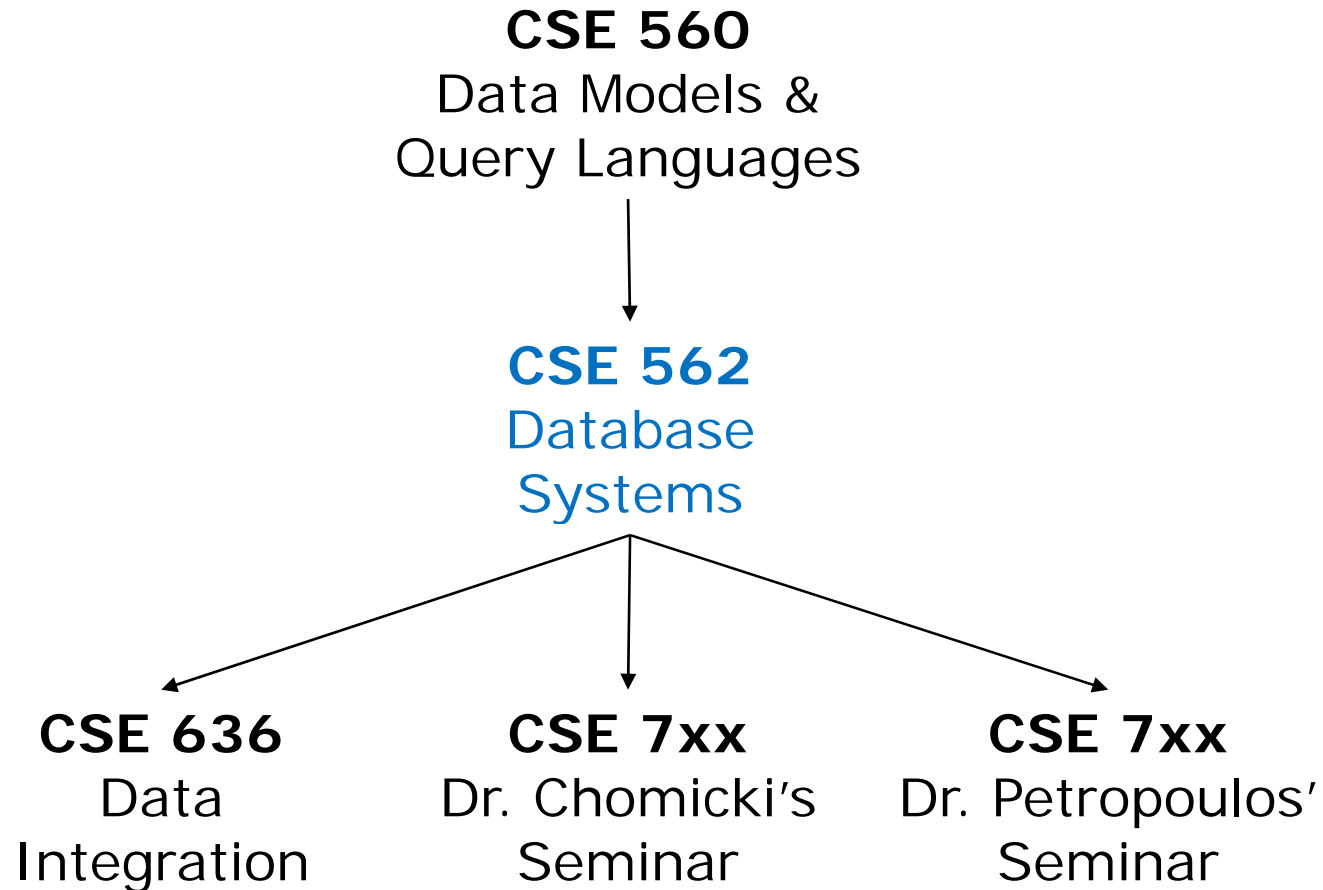 CSE 560
Data Models &
Query Languages
CSE 562
Database
Systems
CSE 636
Data
Integration
CSE 7xx
Dr. Chomicki's
Seminar
CSE 7xx
Dr. Petropoulos'
Seminar